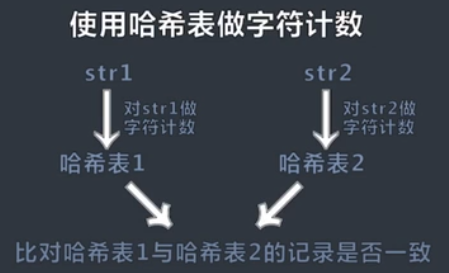 使用哈希表做字符计数
str1
str2
对str1做
字符计数
对str2做
字符计数
哈希表1
哈希表2
比对哈希表1与哈希表2的记录是否一致